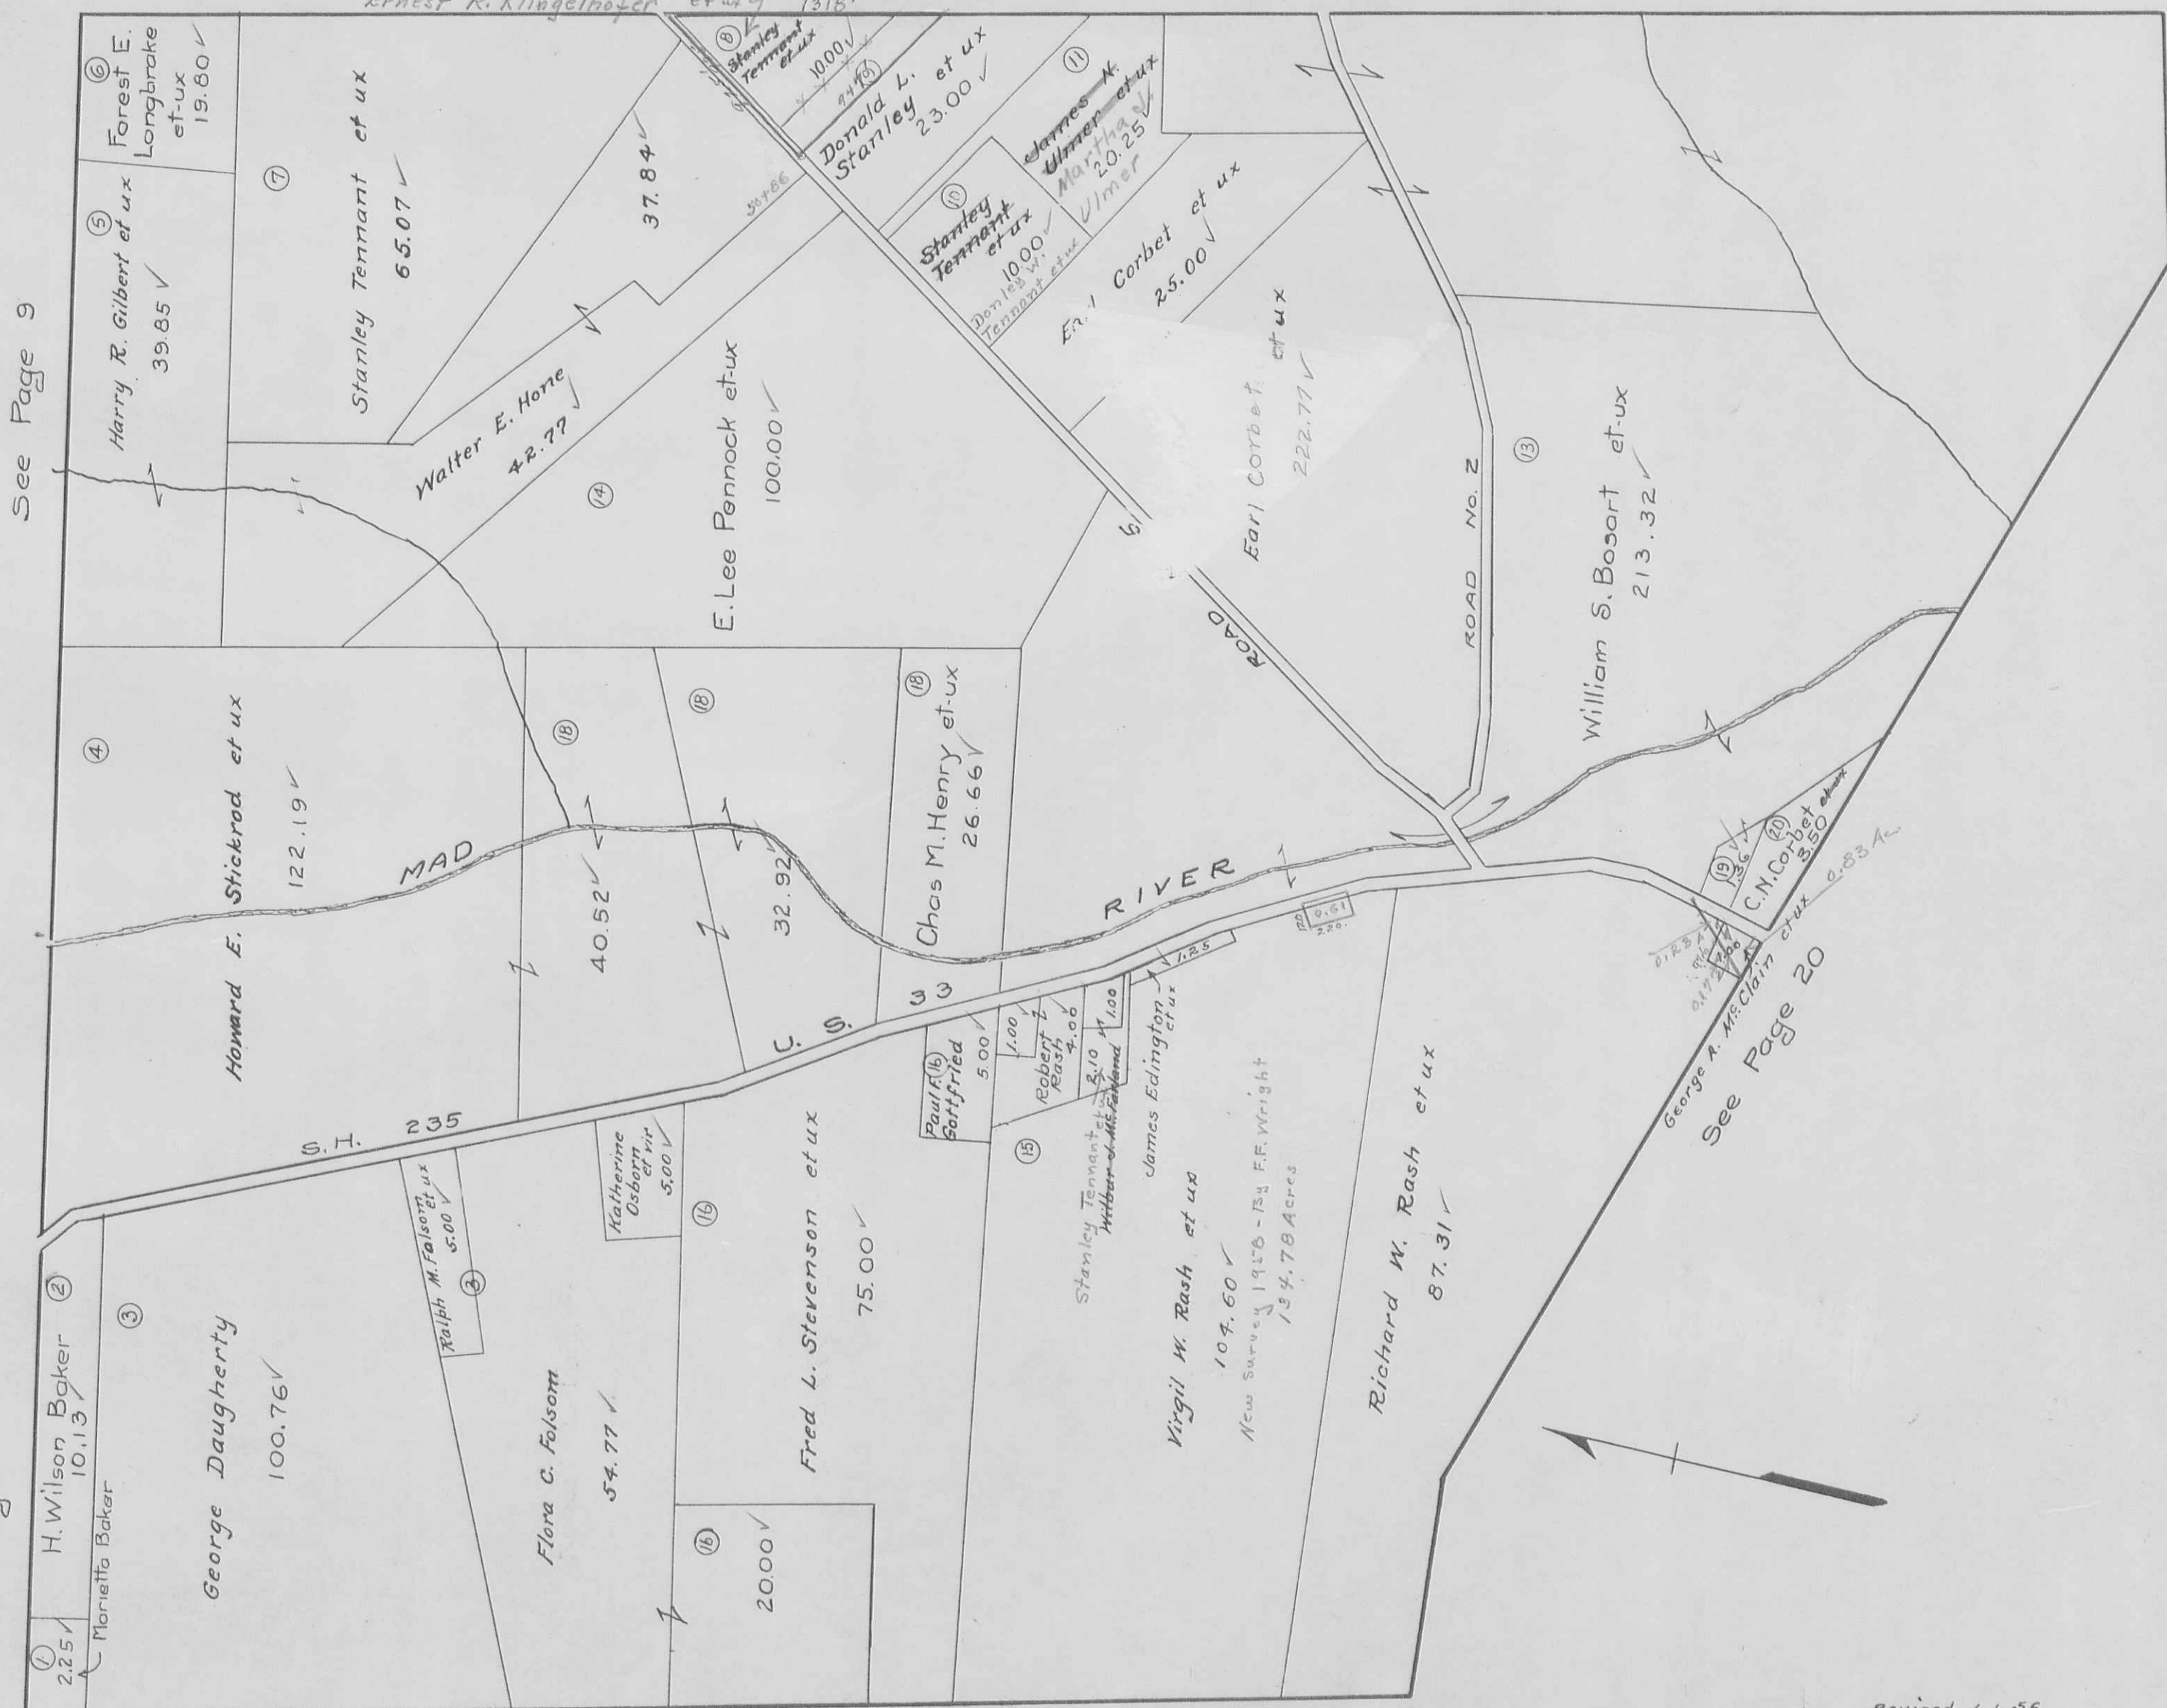 See Page 9
Ernest R. Klingelhofer et ux
⑥
Forest E.
Longbrake
et-ux
19.80 ✓
⑤
Harry R. Gilbert et ux
39.85 ✓
⑦
Stanley Tennant et ux
65.07 ✓
37.84 ✓
⑧
Stanley
Tennant
et ux
10.00 ✓
⑨
Donald L.
Stanley et ux
23.00 ✓
⑪
James N.
Ulmer et ux
Martha
20.25 ✓
Ulmer
⑩
Stanley
Tennant
et ux
10.00 ✓
Donley W.
Tennant et ux
Corbet et ux
25.00 ✓
Walter E. Hone
42.77 ✓
⑭
E. Lee Pennock et-ux
100.00 ✓
Earl Corbet et ux
222.77 ✓
ROAD
ROAD No. 2
⑬
William S. Bosart et-ux
213.32 ✓
④
Howard E. Stickrod et ux
122.19 ✓
MAD
RIVER
⑱
40.52 ✓
⑱
32.92 ✓
⑱
Chas M. Henry et-ux
26.66 ✓
S. H. 235
U. S. 33
⑲
1.36 ✓
⑳
C.N. Corbet et ux
3.50
0.83 Ac.
George A. McClain et ux
See Page 20
0.61
220
1.25
James Edington
et ux
Paul F. ⑯
Gottfried
5.00 ✓
1.00 ✓
Robert
Rash
4.00 ✓
2.10
1.00
Stanley Tennant et ux
Wilbur J. McFarland
⑮
Virgil W. Rash et ux
104.60 ✓
New Survey 1958 - By F.F. Wright
134.78 Acres
Richard W. Rash et ux
87.31 ✓
①
2.25 ✓
H. Wilson Baker ②
10.13 ✓
Marietta Baker
③
George Daugherty
100.76 ✓
Ralph M. Falsom
et ux
5.00 ✓
③
Katherine
Osborn
et vir
5.00 ✓
Flora C. Folsom
54.77 ✓
⑯
Fred L. Stevenson et ux
75.00 ✓
⑯
20.00 ✓